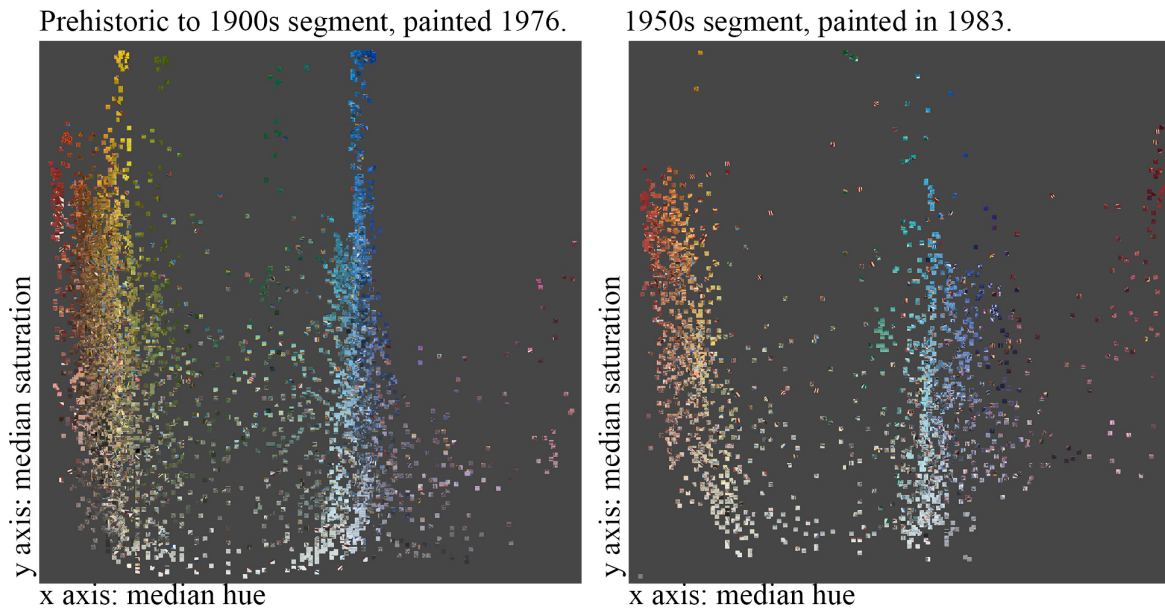 Prehistoric to 1900s segment, painted 1976.
y axis: median saturation
x axis: median hue
1950s segment, painted in 1983.
y axis: median saturation
x axis: median hue